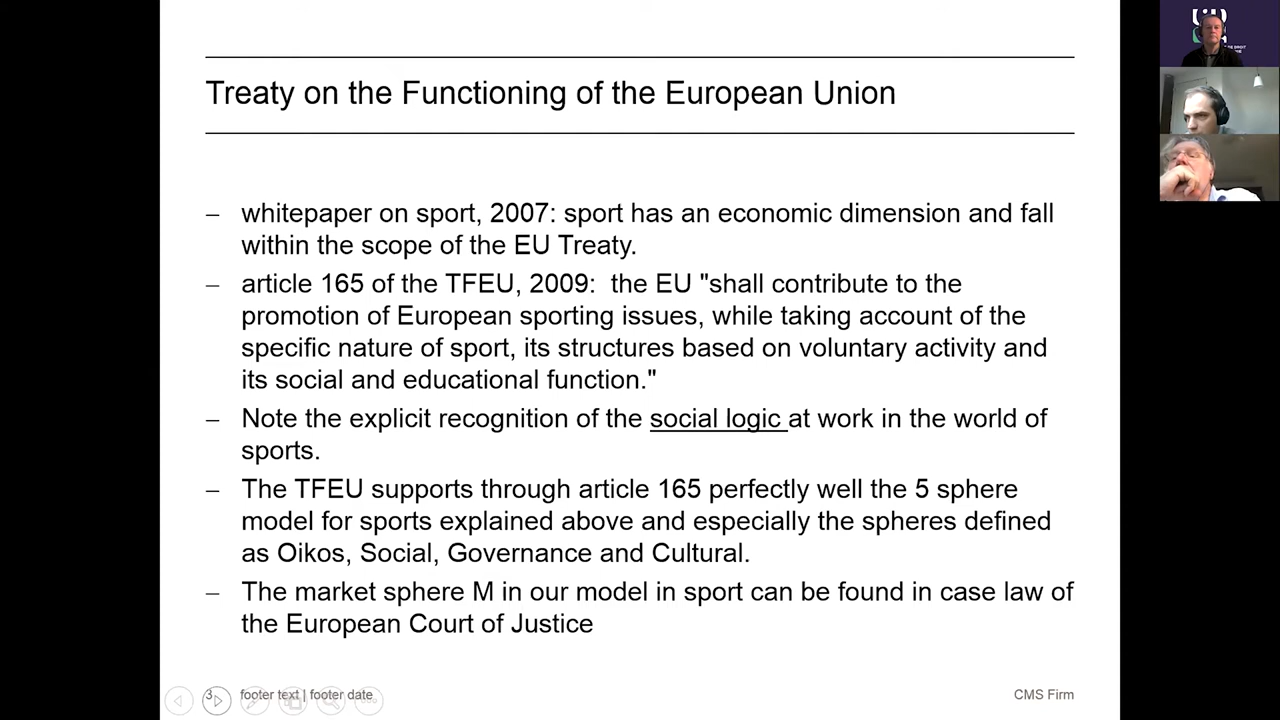 Treaty on the Functioning of the European Union
– whitepaper on sport, 2007: sport has an economic dimension and fall
within the scope of the EU Treaty.
– article 165 of the TFEU, 2009:  the EU "shall contribute to the
promotion of European sporting issues, while taking account of the
specific nature of sport, its structures based on voluntary activity and
its social and educational function."
– Note the explicit recognition of the social logic at work in the world of
sports.
– The TFEU supports through article 165 perfectly well the 5 sphere
model for sports explained above and especially the spheres defined
as Oikos, Social, Governance and Cultural.
– The market sphere M in our model in sport can be found in case law of
the European Court of Justice
3 footer text | footer date
CMS Firm